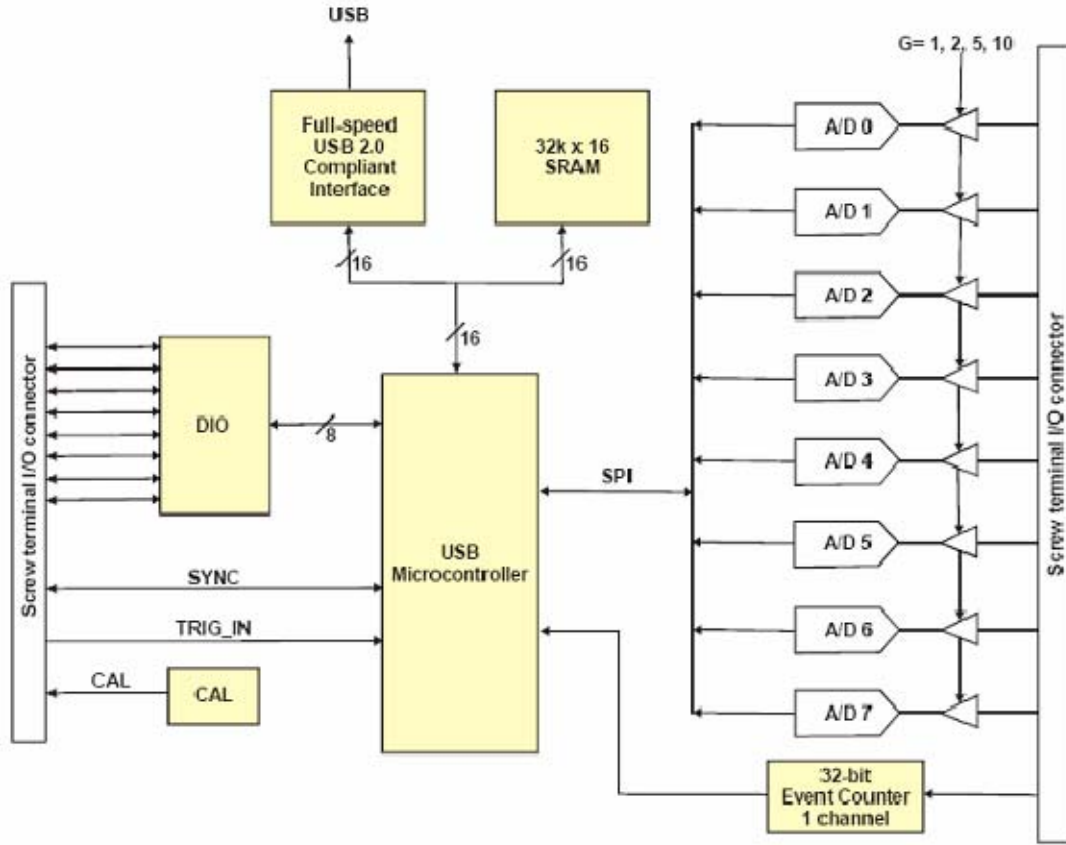 USB
G= 1, 2, 5, 10
Full-speed
USB 2.0
Compliant
Interface
32k x 16
SRAM
16
16
16
A/D 0
A/D 1
A/D 2
A/D 3
A/D 4
A/D 5
A/D 6
A/D 7
Screw terminal I/O connector
DIO
8
SPI
USB
Microcontroller
SYNC
TRIG_IN
CAL
CAL
32-bit
Event Counter
1 channel
Screw terminal I/O connector